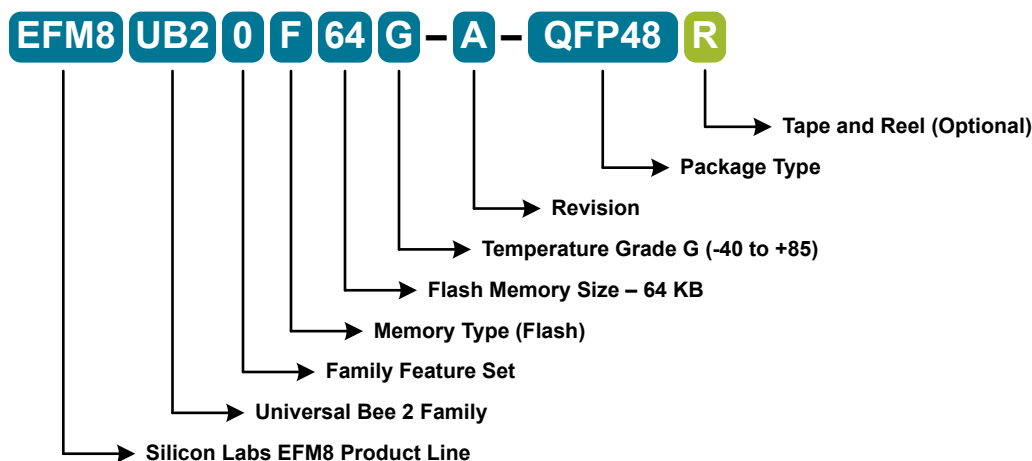 EFM8 UB2 0 F 64 G – A – QFP48 R
Tape and Reel (Optional)
Package Type
Revision
Temperature Grade G (-40 to +85)
Flash Memory Size – 64 KB
Memory Type (Flash)
Family Feature Set
Universal Bee 2 Family
Silicon Labs EFM8 Product Line